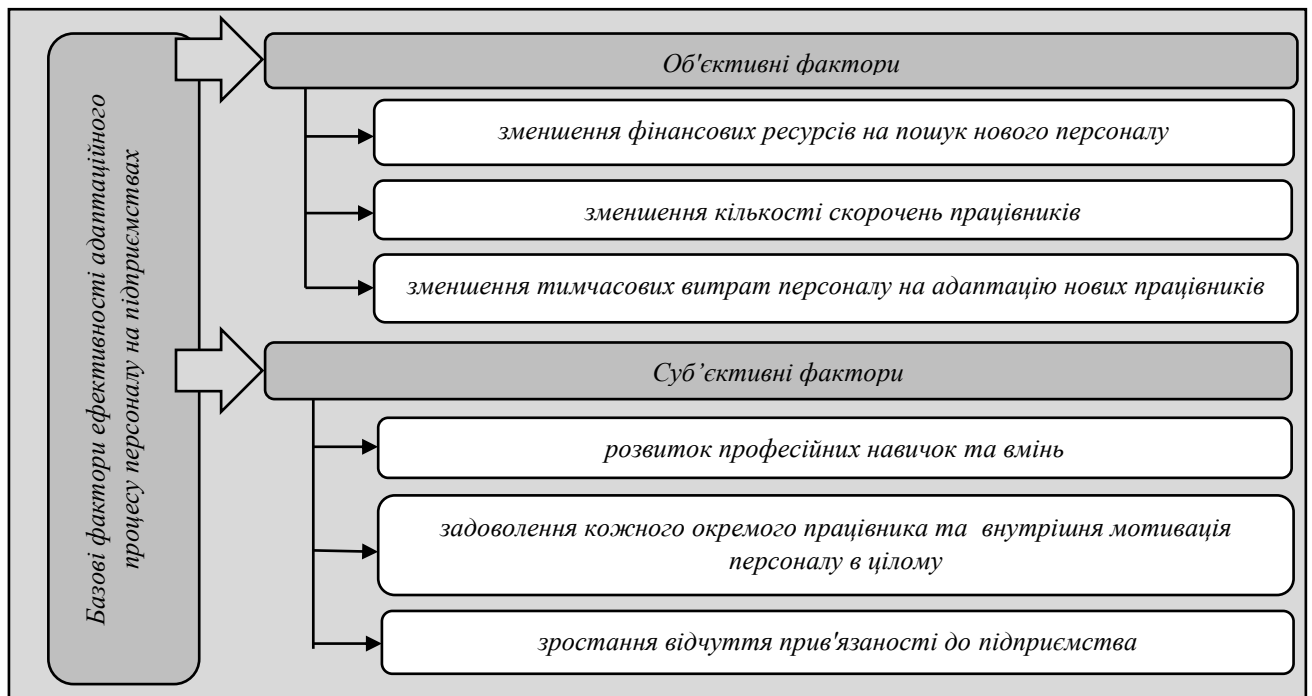 Базові фактори ефективності адаптаційного
процесу персоналу на підприємствах
Об'єктивні фактори
зменшення фінансових ресурсів на пошук нового персоналу
зменшення кількості скорочень працівників
зменшення тимчасових витрат персоналу на адаптацію нових працівників
Суб’єктивні фактори
розвиток професійних навичок та вмінь
задоволення кожного окремого працівника та внутрішня мотивація
персоналу в цілому
зростання відчуття прив'язаності до підприємства